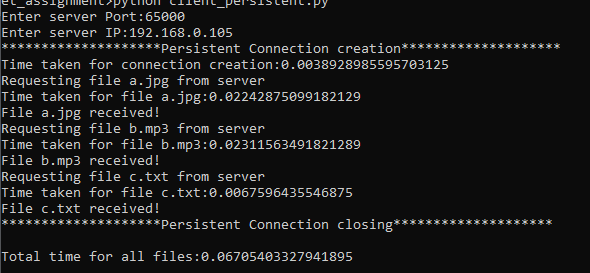 et_assignment>python client_persistent.py
Enter server Port:65000
Enter server IP:192.168.0.105
********************Persistent Connection creation********************
Time taken for connection creation:0.0038928985595703125
Requesting file a.jpg from server
Time taken for file a.jpg:0.02242875099182129
File a.jpg received!
Requesting file b.mp3 from server
Time taken for file b.mp3:0.02311563491821289
File b.mp3 received!
Requesting file c.txt from server
Time taken for file c.txt:0.0067596435546875
File c.txt received!
********************Persistent Connection closing********************
Total time for all files:0.06705403327941895